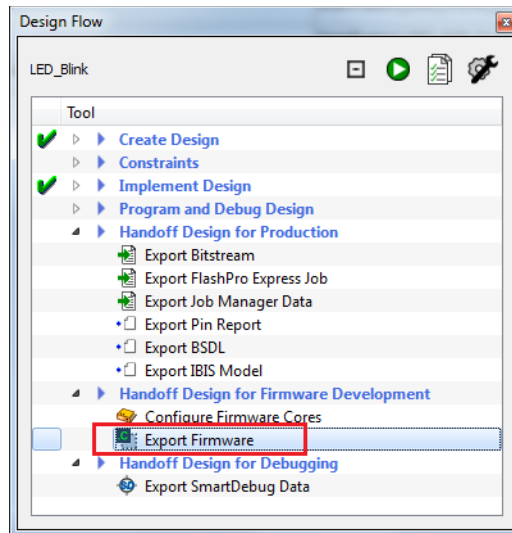 Design Flow
LED_Blink
Tool
Create Design
Constraints
Implement Design
Program and Debug Design
Handoff Design for Production
Export Bitstream
Export FlashPro Express Job
Export Job Manager Data
Export Pin Report
Export BSDL
Export IBIS Model
Handoff Design for Firmware Development
Configure Firmware Cores
Export Firmware
Handoff Design for Debugging
Export SmartDebug Data